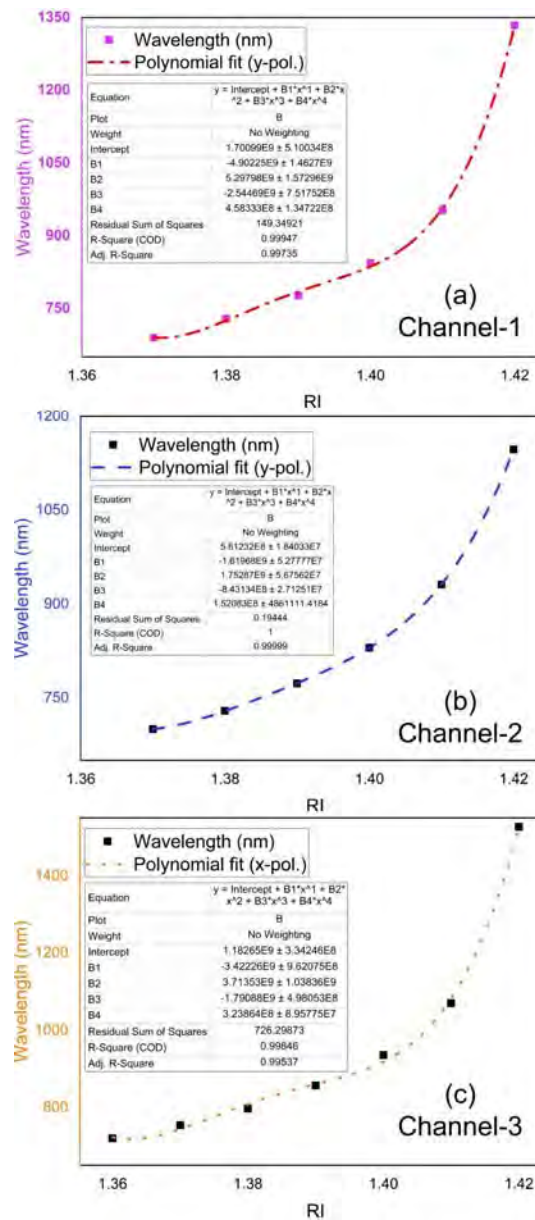 1350
1300
1150
1050
900
750
Wavelength (nm)
Wavelength (nm)
Polynomial fit (y-pol.)
Equation y = Intercept + B1*x^1 + B2*x
^2 + B3*x^3 + B4*x^4
Plot B
Weight No Weighting
Intercept 1.70099E9 ± 5.10034E8
B1 -4.90225E9 ± 1.4627E9
B2 5.29798E9 ± 1.57296E9
B3 -2.54469E9 ± 7.51752E8
B4 4.58333E8 ± 1.34722E8
Residual Sum of Squares 149.34921
R-Square (COD) 0.99947
Adj. R-Square 0.99735
(a)
Channel-1
1.36 1.38 1.40 1.42
RI
1200
1050
900
750
Wavelength (nm)
Wavelength (nm)
Polynomial fit (y-pol.)
Equation y = Intercept + B1*x^1 + B2*x
^2 + B3*x^3 + B4*x^4
Plot B
Weight No Weighting
Intercept 5.61232E8 ± 1.84033E7
B1 -1.61968E9 ± 5.27777E7
B2 1.75287E9 ± 5.67562E7
B3 -8.43134E8 ± 2.71251E7
B4 1.52083E8 ± 4861111.4184
Residual Sum of Squares 0.19444
R-Square (COD) 1
Adj. R-Square 0.99999
(b)
Channel-2
1.36 1.38 1.40 1.42
RI
1400
1200
1000
800
Wavelength (nm)
Wavelength (nm)
Polynomial fit (x-pol.)
Equation y = Intercept + B1*x^1 + B2*
x^2 + B3*x^3 + B4*x^4
Plot B
Weight No Weighting
Intercept 1.18265E9 ± 3.34246E8
B1 -3.42226E9 ± 9.62075E8
B2 3.71353E9 ± 1.03836E9
B3 -1.79088E9 ± 4.98053E8
B4 3.23864E8 ± 8.95775E7
Residual Sum of Squares 726.29873
R-Square (COD) 0.99846
Adj. R-Square 0.99537
(c)
Channel-3
1.36 1.38 1.40 1.42
RI